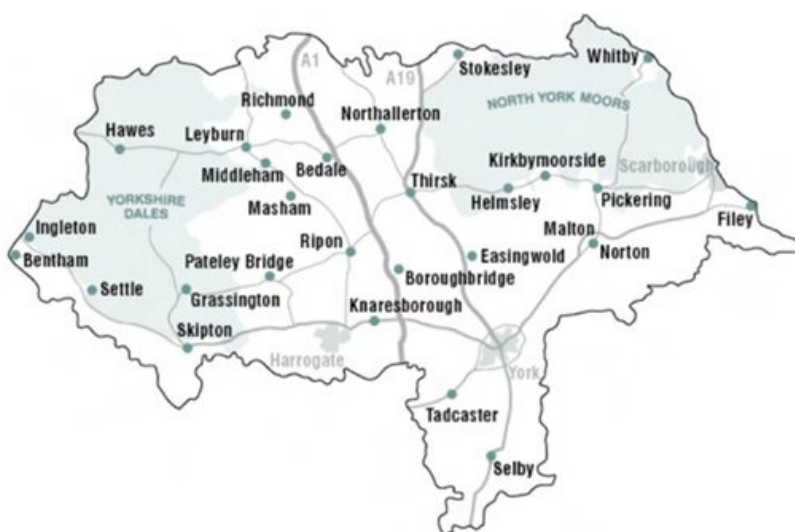 Whitby
A1
A19
Stokesley
Richmond
NORTH YORK MOORS
Northallerton
Hawes
Leyburn
Kirkbymoorside
Scarborough
Middleham
Bedale
Thirsk
YORKSHIRE
DALES
Masham
Helmsley
Pickering
Ingleton
Malton
Filey
Ripon
Bentham
Pateley Bridge
Easingwold
Norton
Settle
Boroughbridge
Grassington
Knaresborough
Skipton
Harrogate
York
Tadcaster
Selby